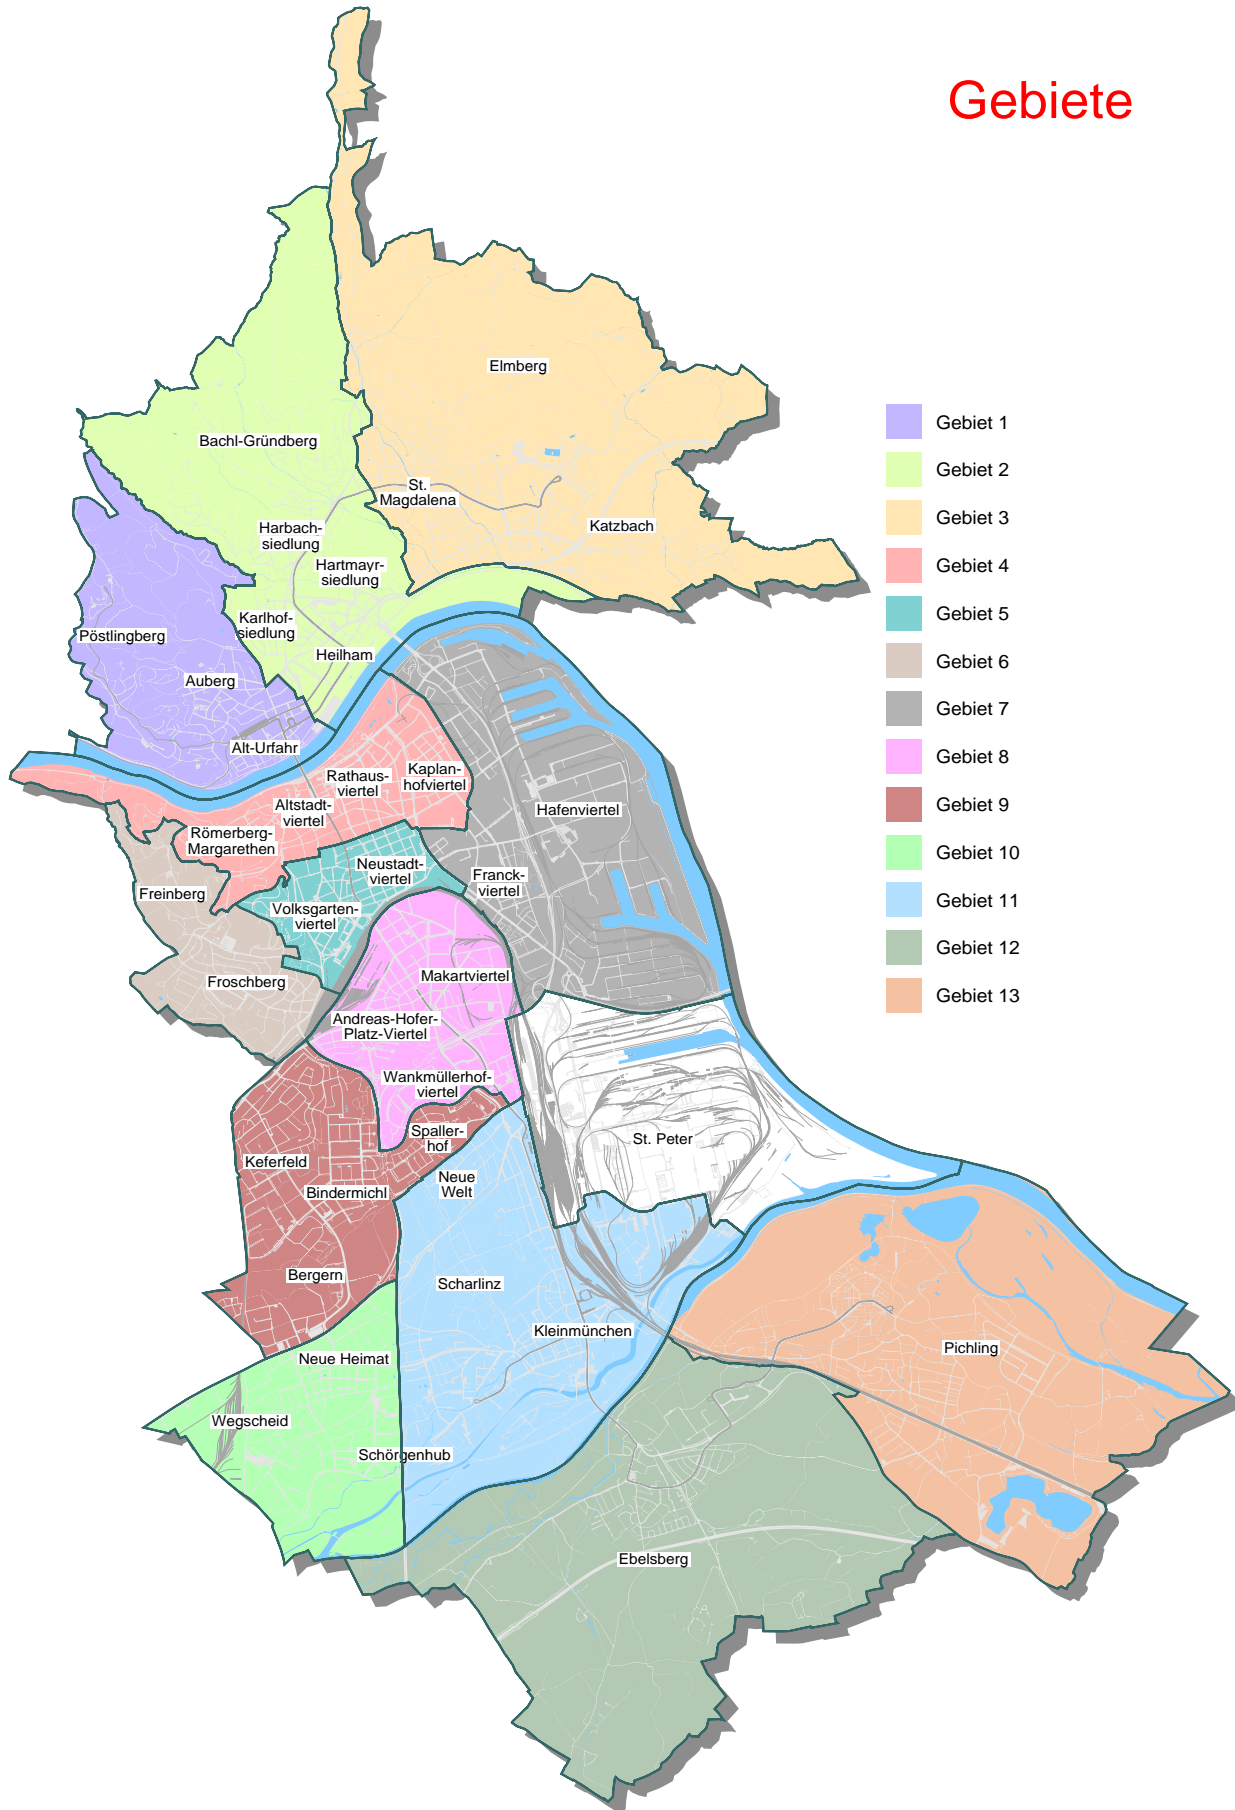 Gebiete
Elmberg
Bachl-Gründberg
St.
Magdalena
Katzbach
Harbach-
siedlung
Hartmayr-
siedlung
Karlhof-
siedlung
Heilham
Pöstlingberg
Auberg
Alt-Urfahr
Rathaus-
viertel
Kaplan-
hofviertel
Altstadt-
viertel
Römerberg-
Margarethen
Hafenviertel
Neustadt-
viertel
Franck-
viertel
Freinberg
Volksgarten-
viertel
Froschberg
Makartviertel
Andreas-Hofer-
Platz-Viertel
Wankmüllerhof-
viertel
Spaller-
hof
St. Peter
Keferfeld
Bindermichl
Neue
Welt
Bergern
Scharlinz
Kleinmünchen
Neue Heimat
Pichling
Wegscheid
Schörgenhub
Ebelsberg
Gebiet 1
Gebiet 2
Gebiet 3
Gebiet 4
Gebiet 5
Gebiet 6
Gebiet 7
Gebiet 8
Gebiet 9
Gebiet 10
Gebiet 11
Gebiet 12
Gebiet 13